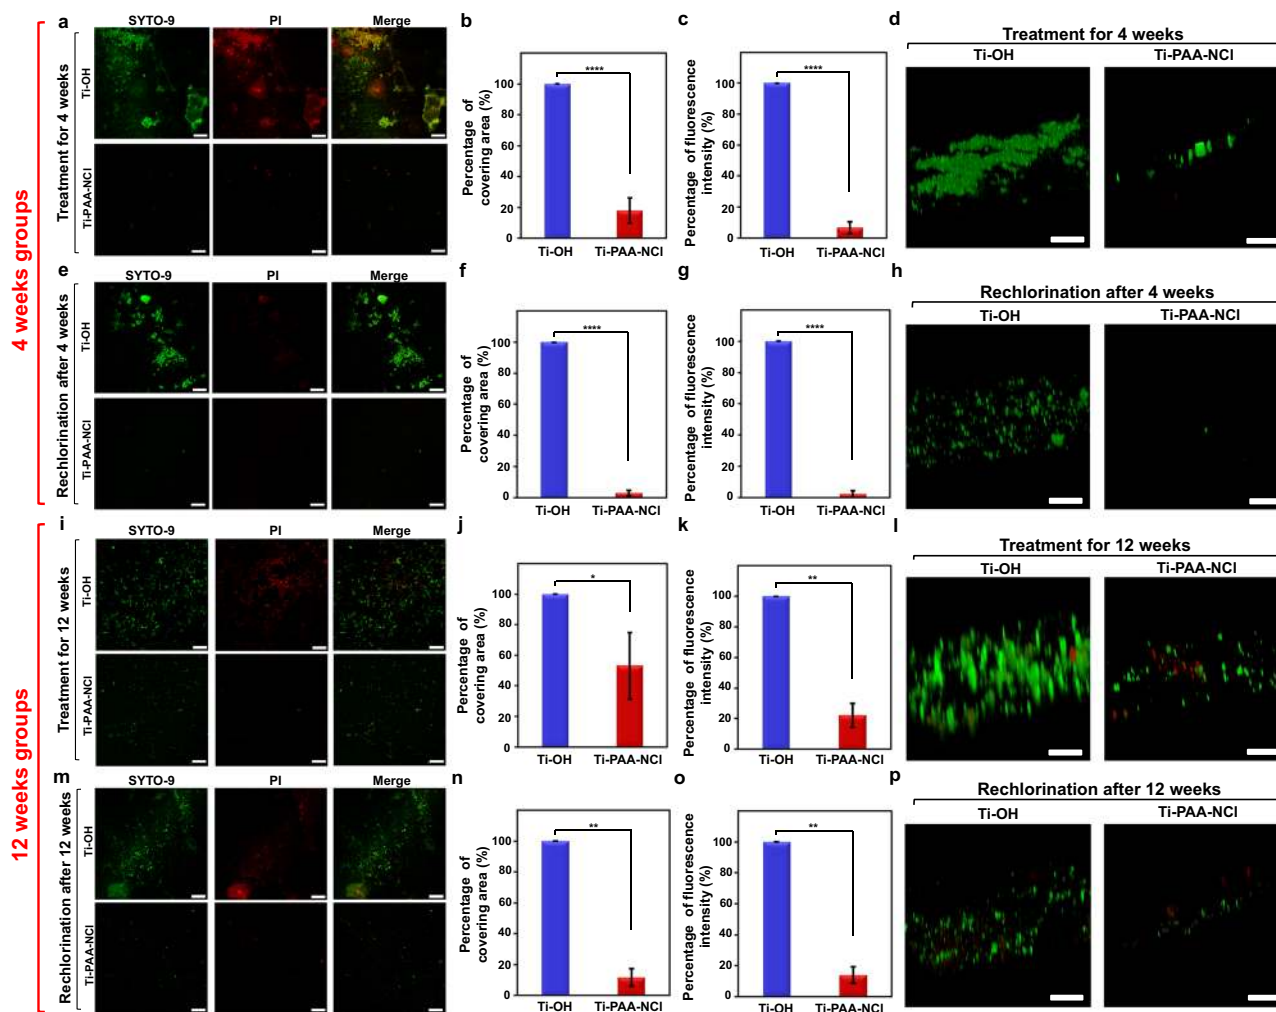 4 weeks groups
a
SYTO-9 PI Merge
Treatment for 4 weeks
Ti-OH
Ti-PAA-NCl
b
Percentage of
covering area (%)
100
80
60
40
20
0
****
Ti-OH Ti-PAA-NCl
c
Percentage of fluorescence
intensity (%)
100
80
60
40
20
0
****
Ti-OH Ti-PAA-NCl
d
Treatment for 4 weeks
Ti-OH Ti-PAA-NCl
e
SYTO-9 PI Merge
Rechlorination after 4 weeks
Ti-OH
Ti-PAA-NCl
f
Percentage of
covering area (%)
100
80
60
40
20
0
****
Ti-OH Ti-PAA-NCl
g
Percentage of fluorescence
intensity (%)
100
80
60
40
20
0
****
Ti-OH Ti-PAA-NCl
h
Rechlorination after 4 weeks
Ti-OH Ti-PAA-NCl
12 weeks groups
i
SYTO-9 PI Merge
Treatment for 12 weeks
Ti-OH
Ti-PAA-NCl
j
Percentage of
covering area (%)
100
80
60
40
20
0
*
Ti-OH Ti-PAA-NCl
k
Percentage of fluorescence
intensity (%)
100
80
60
40
20
0
**
Ti-OH Ti-PAA-NCl
l
Treatment for 12 weeks
Ti-OH Ti-PAA-NCl
m
SYTO-9 PI Merge
Rechlorination after 12 weeks
Ti-OH
Ti-PAA-NCl
n
Percentage of
covering area (%)
100
80
60
40
20
0
**
Ti-OH Ti-PAA-NCl
o
Percentage of fluorescence
intensity (%)
100
80
60
40
20
0
**
Ti-OH Ti-PAA-NCl
p
Rechlorination after 12 weeks
Ti-OH Ti-PAA-NCl